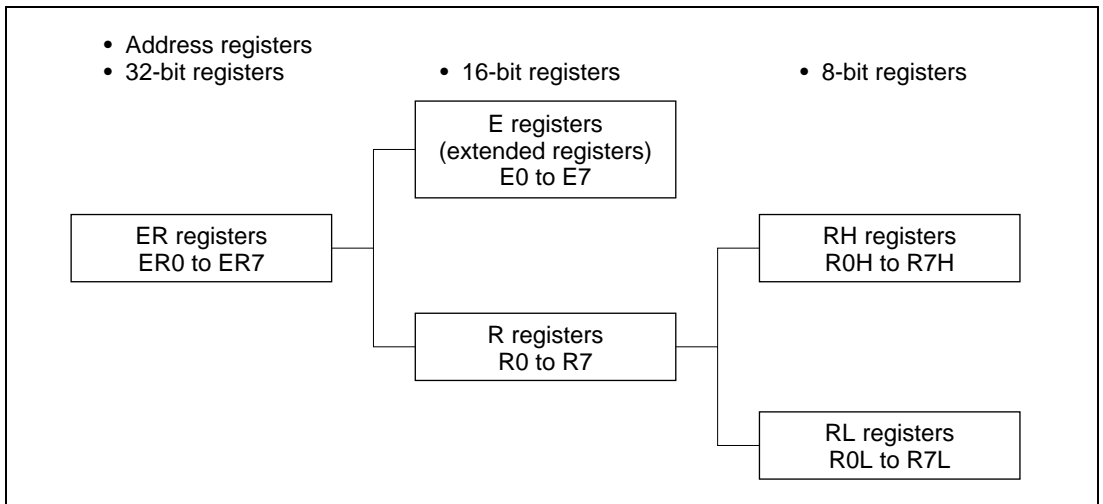 • Address registers
• 32-bit registers
• 16-bit registers
• 8-bit registers
E registers
(extended registers)
E0 to E7
ER registers
ER0 to ER7
RH registers
R0H to R7H
R registers
R0 to R7
RL registers
R0L to R7L